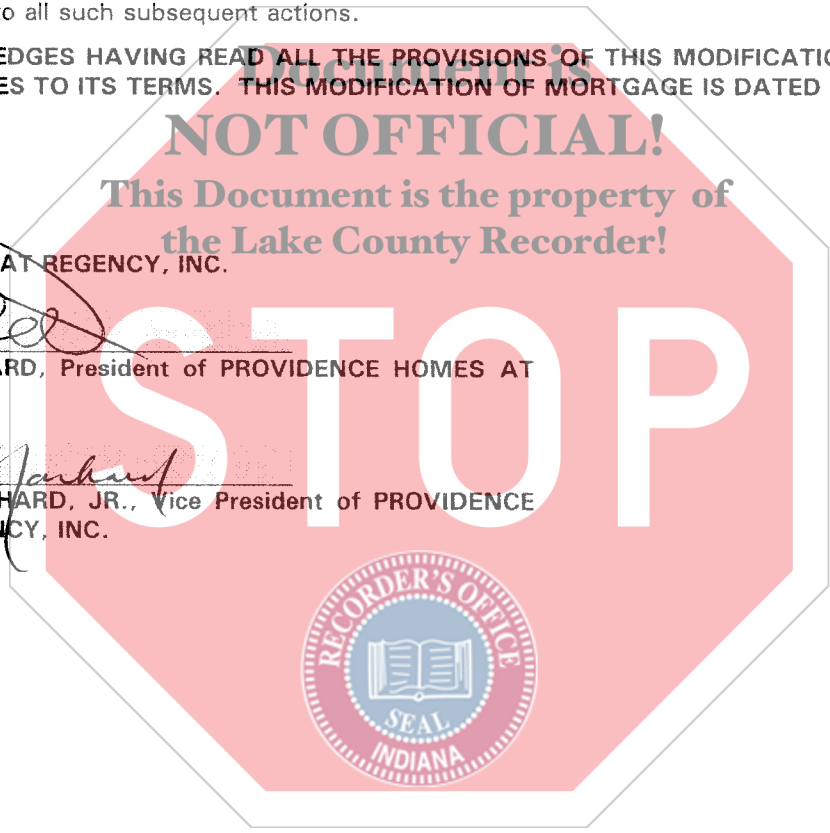 o all such subsequent actions.
EDGES HAVING READ ALL THE PROVISIONS OF THIS MODIFICATIO
ES TO ITS TERMS. THIS MODIFICATION OF MORTGAGE IS DATED
Document is
NOT OFFICIAL!
This Document is the property of
the Lake County Recorder!
AT REGENCY, INC.
ARD, President of PROVIDENCE HOMES AT
STOP
HARD, JR., Vice President of PROVIDENCE
NCY, INC.
RECORDER'S OFFICE
SEAL
INDIANA